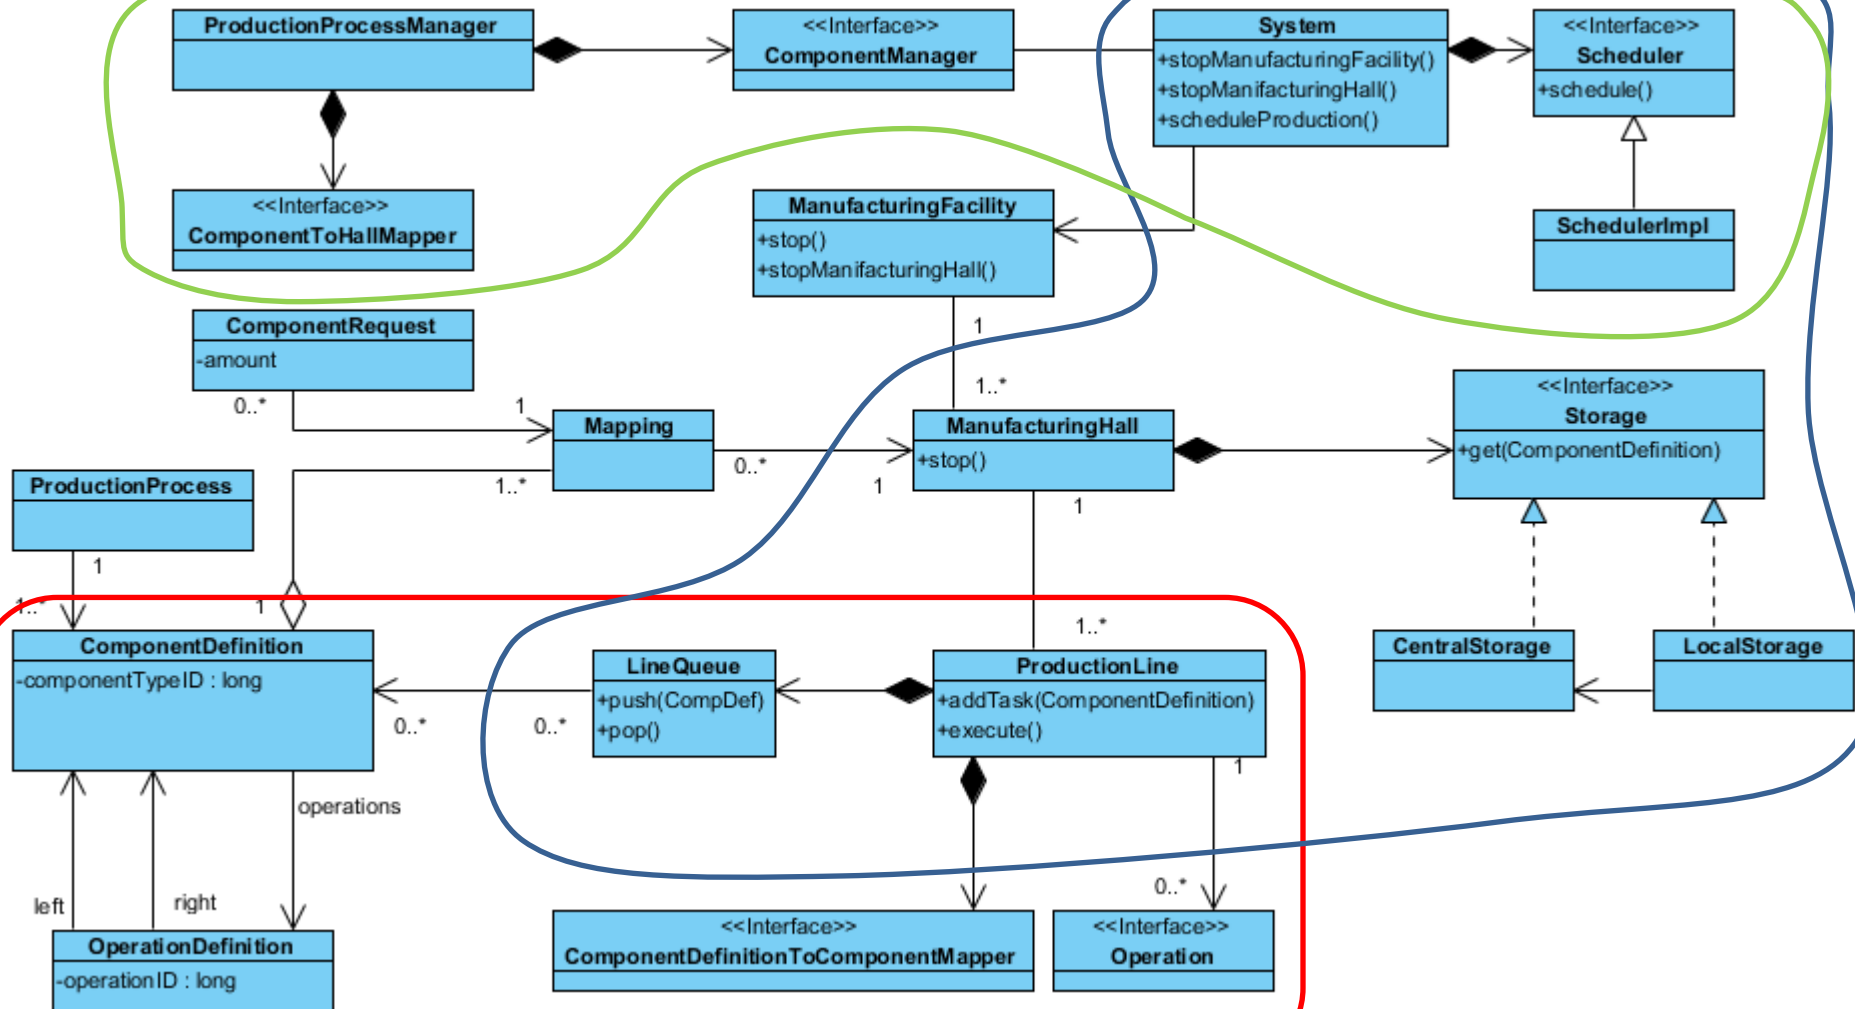 ProductionProcessManager
<<Interface>>
ComponentManager
System
+stopManufacturingFacility()
+stopManifacturingHall()
+scheduleProduction()
<<Interface>>
Scheduler
+schedule()
<<Interface>>
ComponentToHallMapper
ManufacturingFacility
+stop()
+stopManifacturingHall()
SchedulerImpl
ComponentRequest
-amount
1
1..*
0..*
1
Mapping
0..*
1
1..*
ManufacturingHall
+stop()
1
<<Interface>>
Storage
+get(ComponentDefinition)
ProductionProcess
1
1..*
1
ComponentDefinition
-componentTypeID : long
0..*
0..*
LineQueue
+push(CompDef)
+pop()
1..*
ProductionLine
+addTask(ComponentDefinition)
+execute()
1
CentralStorage
LocalStorage
operations
left
right
0..*
OperationDefinition
-operationID : long
<<Interface>>
ComponentDefinitionToComponentMapper
<<Interface>>
Operation